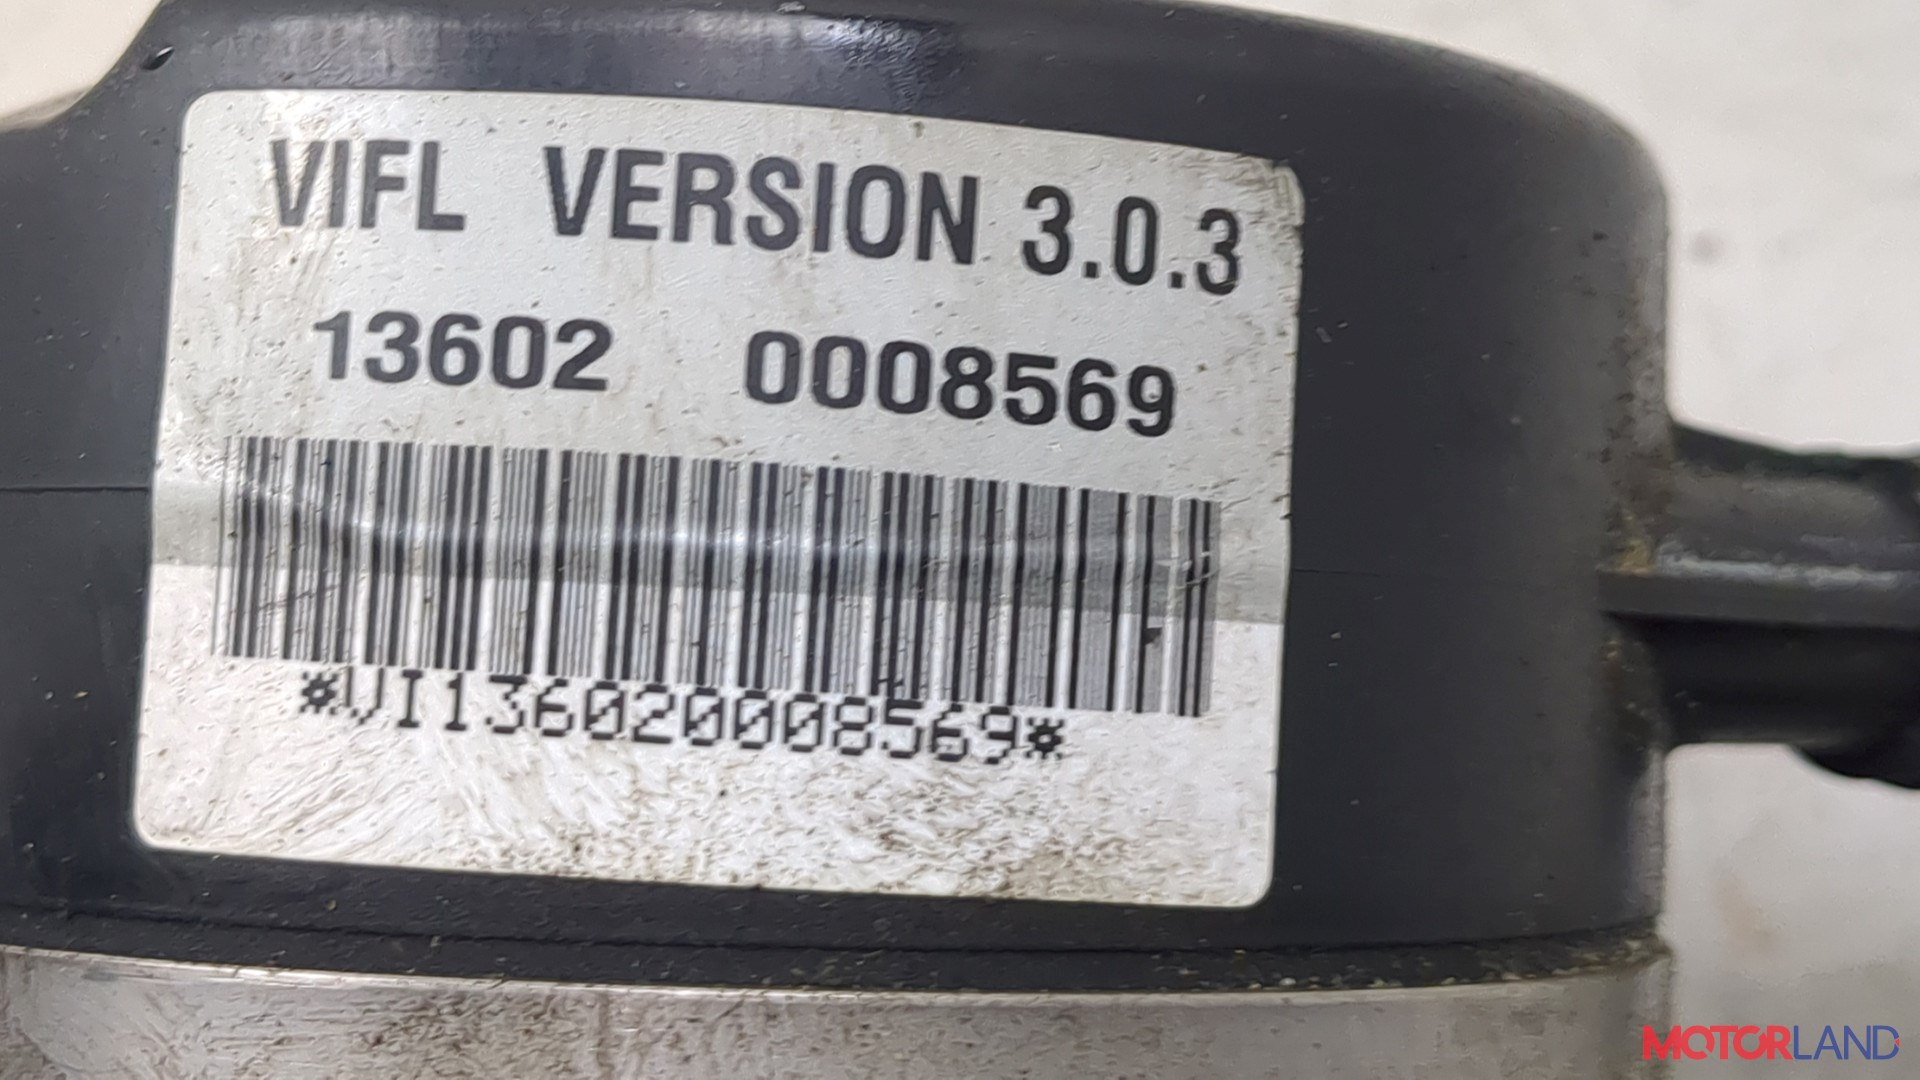 VIFL VERSION 3.0.3
13602 0008569
*VI136020008569*
MOTORLAND